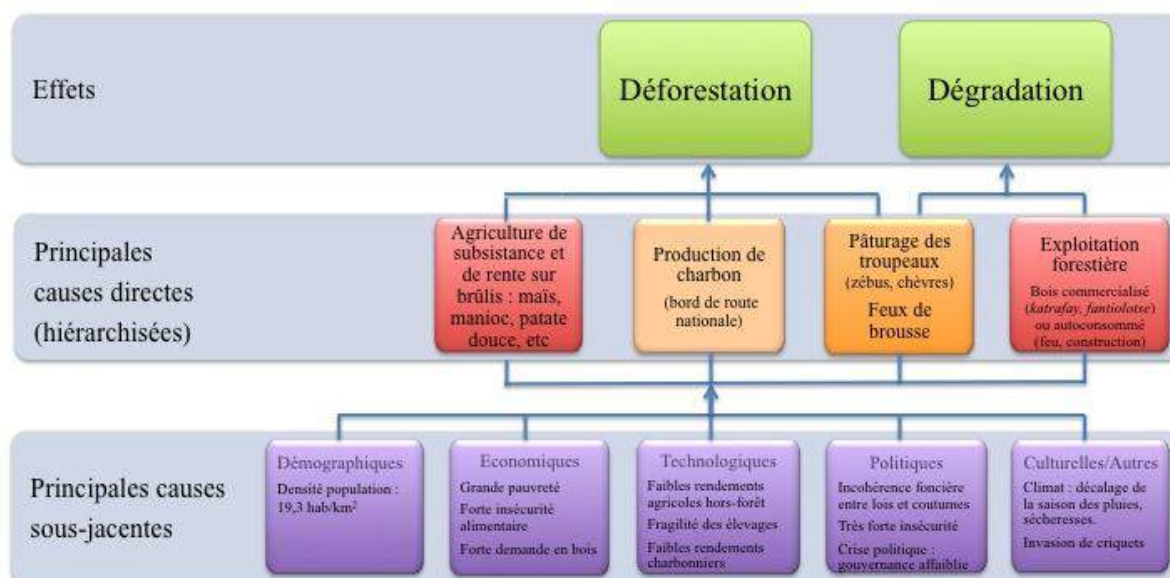 Effets
Déforestation
Dégradation
Principales
causes directes
(hiérarchisées)
Agriculture de
subsistance et
de rente sur
brûlis : maïs,
manioc, patate
douce, etc
Production de
charbon
(bord de route
nationale)
Pâturage des
troupeaux
(zébus, chèvres)
Feux de
brousse
Exploitation
forestière
Bois commercialisé
(katrafay, fantiolotse)
ou autoconsommé
(feu, construction)
Principales causes
sous-jacentes
Démographiques
Densité population :
19,3 hab/km²
Economiques
Grande pauvreté
Forte insécurité
alimentaire
Forte demande en bois
Technologiques
Faibles rendements
agricoles hors-forêt
Fragilité des élevages
Faibles rendements
charbonniers
Politiques
Incohérence foncière
entre lois et coutumes
Très forte insécurité
Crise politique :
gouvernance affaiblie
Culturelles/Autres
Climat : décalage de
la saison des pluies,
sécheresses.
Invasion de criquets